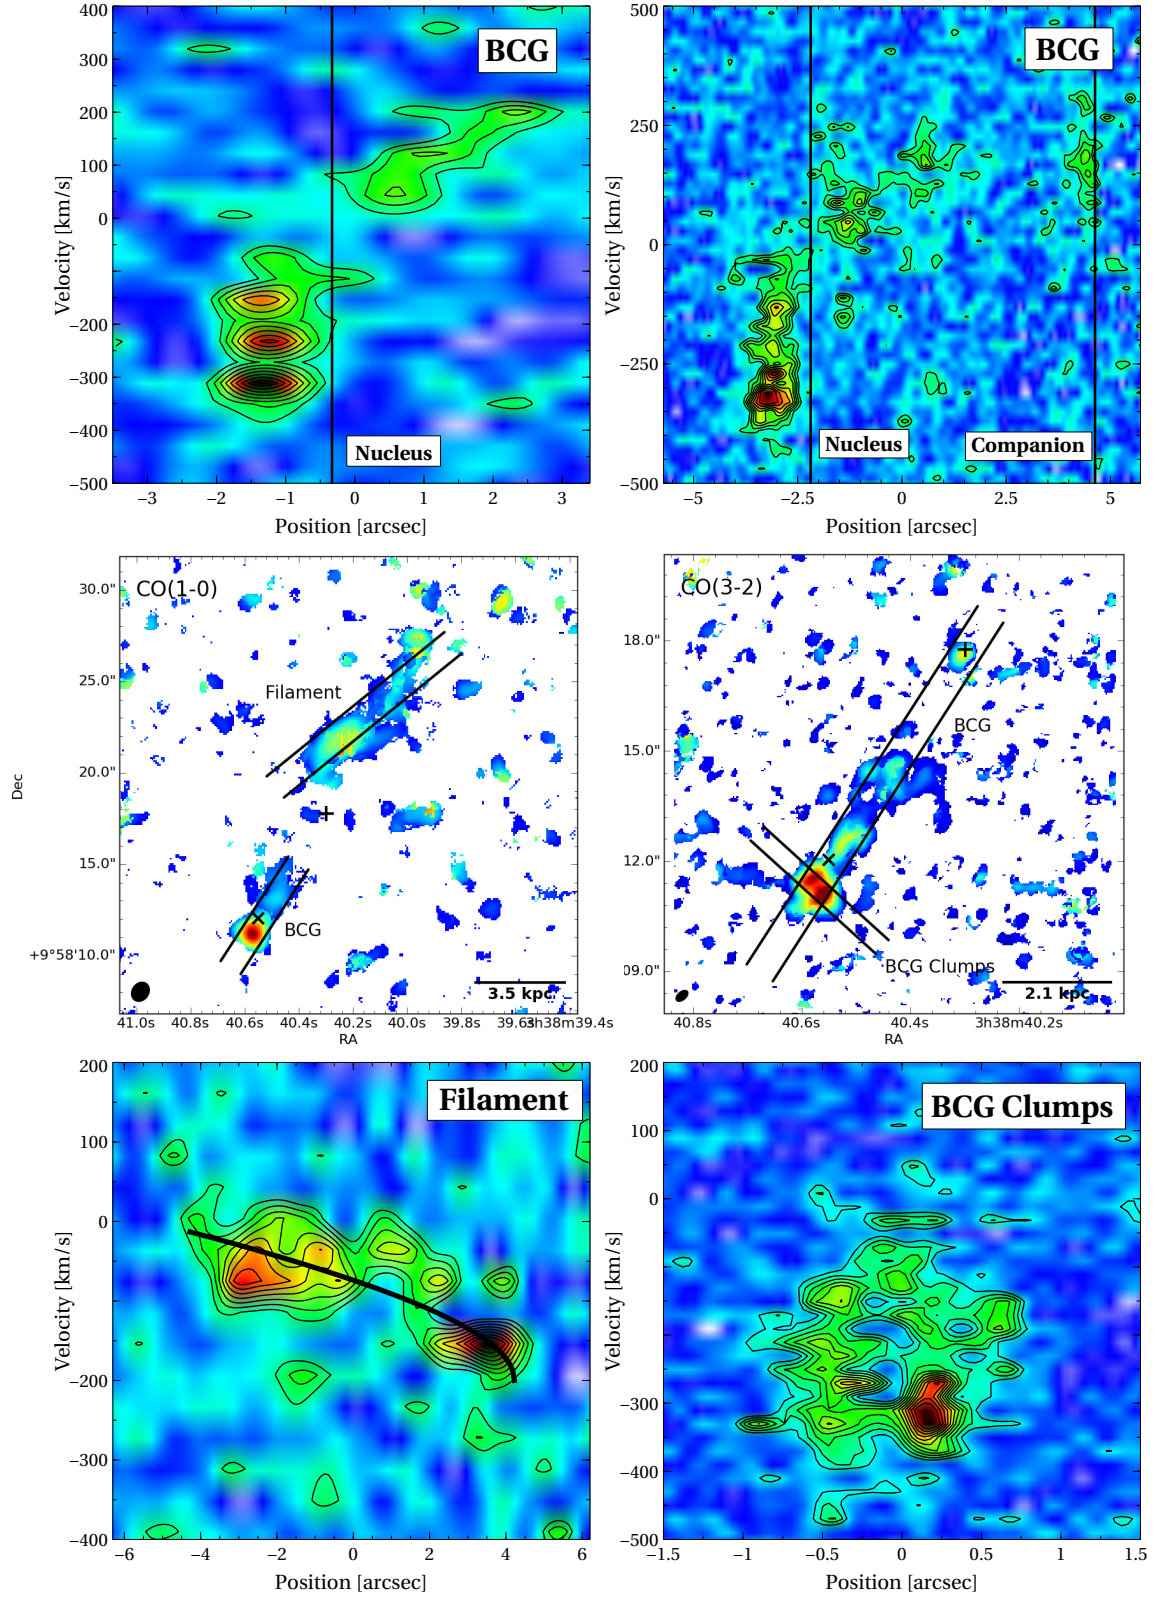 400
300
200
100
0
−100
−200
−300
−400
−500
Velocity [km/s]
BCG
Nucleus
−3 −2 −1 0 1 2 3
Position [arcsec]
500
250
0
−250
−500
Velocity [km/s]
BCG
Nucleus
Companion
−5 −2.5 0 2.5 5
Position [arcsec]
CO(1-0)
30.0"
25.0"
20.0"
15.0"
+9°58'10.0"
Dec
Filament
BCG
3.5 kpc
41.0s 40.8s 40.6s 40.4s 40.2s 40.0s 39.8s 39.6s 3h38m39.4s
RA
CO(3-2)
18.0"
15.0"
12.0"
09.0"
BCG
BCG Clumps
2.1 kpc
40.8s 40.6s 40.4s 3h38m40.2s
RA
200
100
0
−100
−200
−300
−400
Velocity [km/s]
Filament
−6 −4 −2 0 2 4 6
Position [arcsec]
200
100
0
−100
−200
−300
−400
−500
Velocity [km/s]
BCG Clumps
−1.5 −1 −0.5 0 0.5 1 1.5
Position [arcsec]